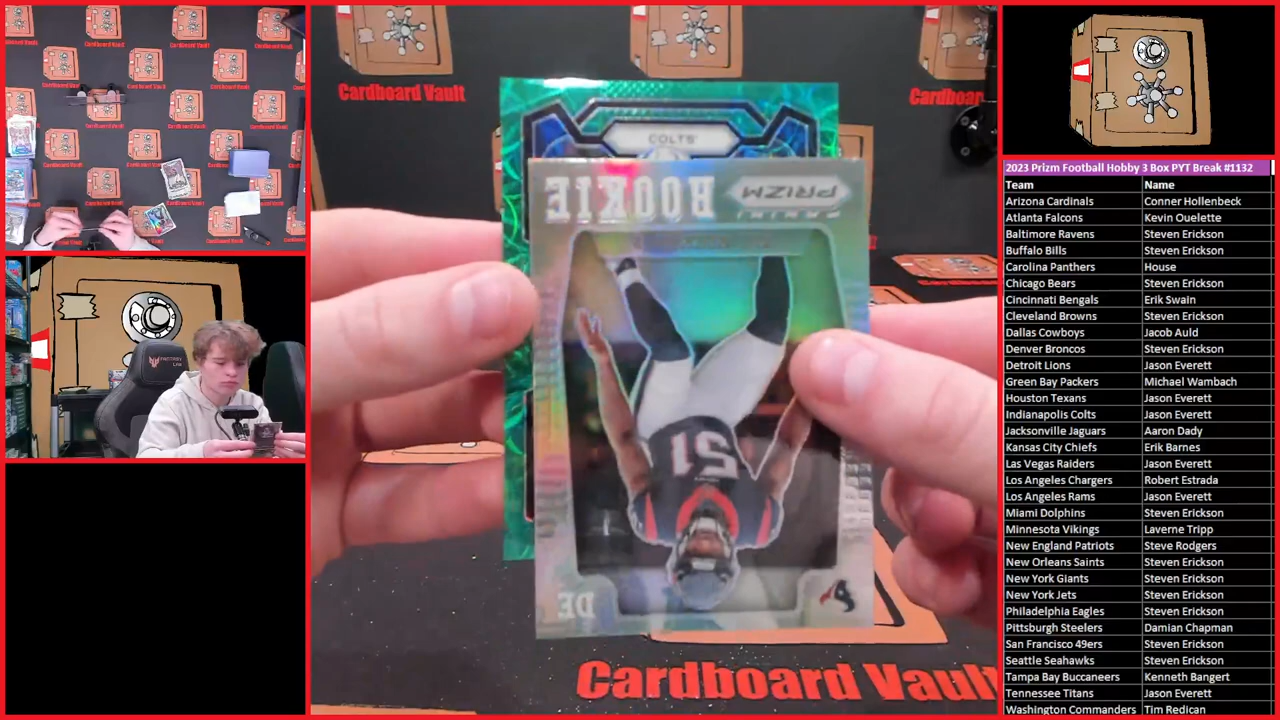 Cardboard Vault
Cardboar
COLTS
PRIZM
ROOKIE
51
DE
Cardboard Vault
2023 Prizm Football Hobby 3 Box PYT Break #1132
Team Name
Arizona Cardinals Conner Hollenbeck
Atlanta Falcons Kevin Ouelette
Baltimore Ravens Steven Erickson
Buffalo Bills Steven Erickson
Carolina Panthers House
Chicago Bears Steven Erickson
Cincinnati Bengals Erik Swain
Cleveland Browns Steven Erickson
Dallas Cowboys Jacob Auld
Denver Broncos Steven Erickson
Detroit Lions Jason Everett
Green Bay Packers Michael Wambach
Houston Texans Jason Everett
Indianapolis Colts Jason Everett
Jacksonville Jaguars Aaron Dady
Kansas City Chiefs Erik Barnes
Las Vegas Raiders Jason Everett
Los Angeles Chargers Robert Estrada
Los Angeles Rams Jason Everett
Miami Dolphins Steven Erickson
Minnesota Vikings Laverne Tripp
New England Patriots Steve Rodgers
New Orleans Saints Steven Erickson
New York Giants Steven Erickson
New York Jets Steven Erickson
Philadelphia Eagles Steven Erickson
Pittsburgh Steelers Damian Chapman
San Francisco 49ers Steven Erickson
Seattle Seahawks Steven Erickson
Tampa Bay Buccaneers Kenneth Bangert
Tennessee Titans Jason Everett
Washington Commanders Tim Redican